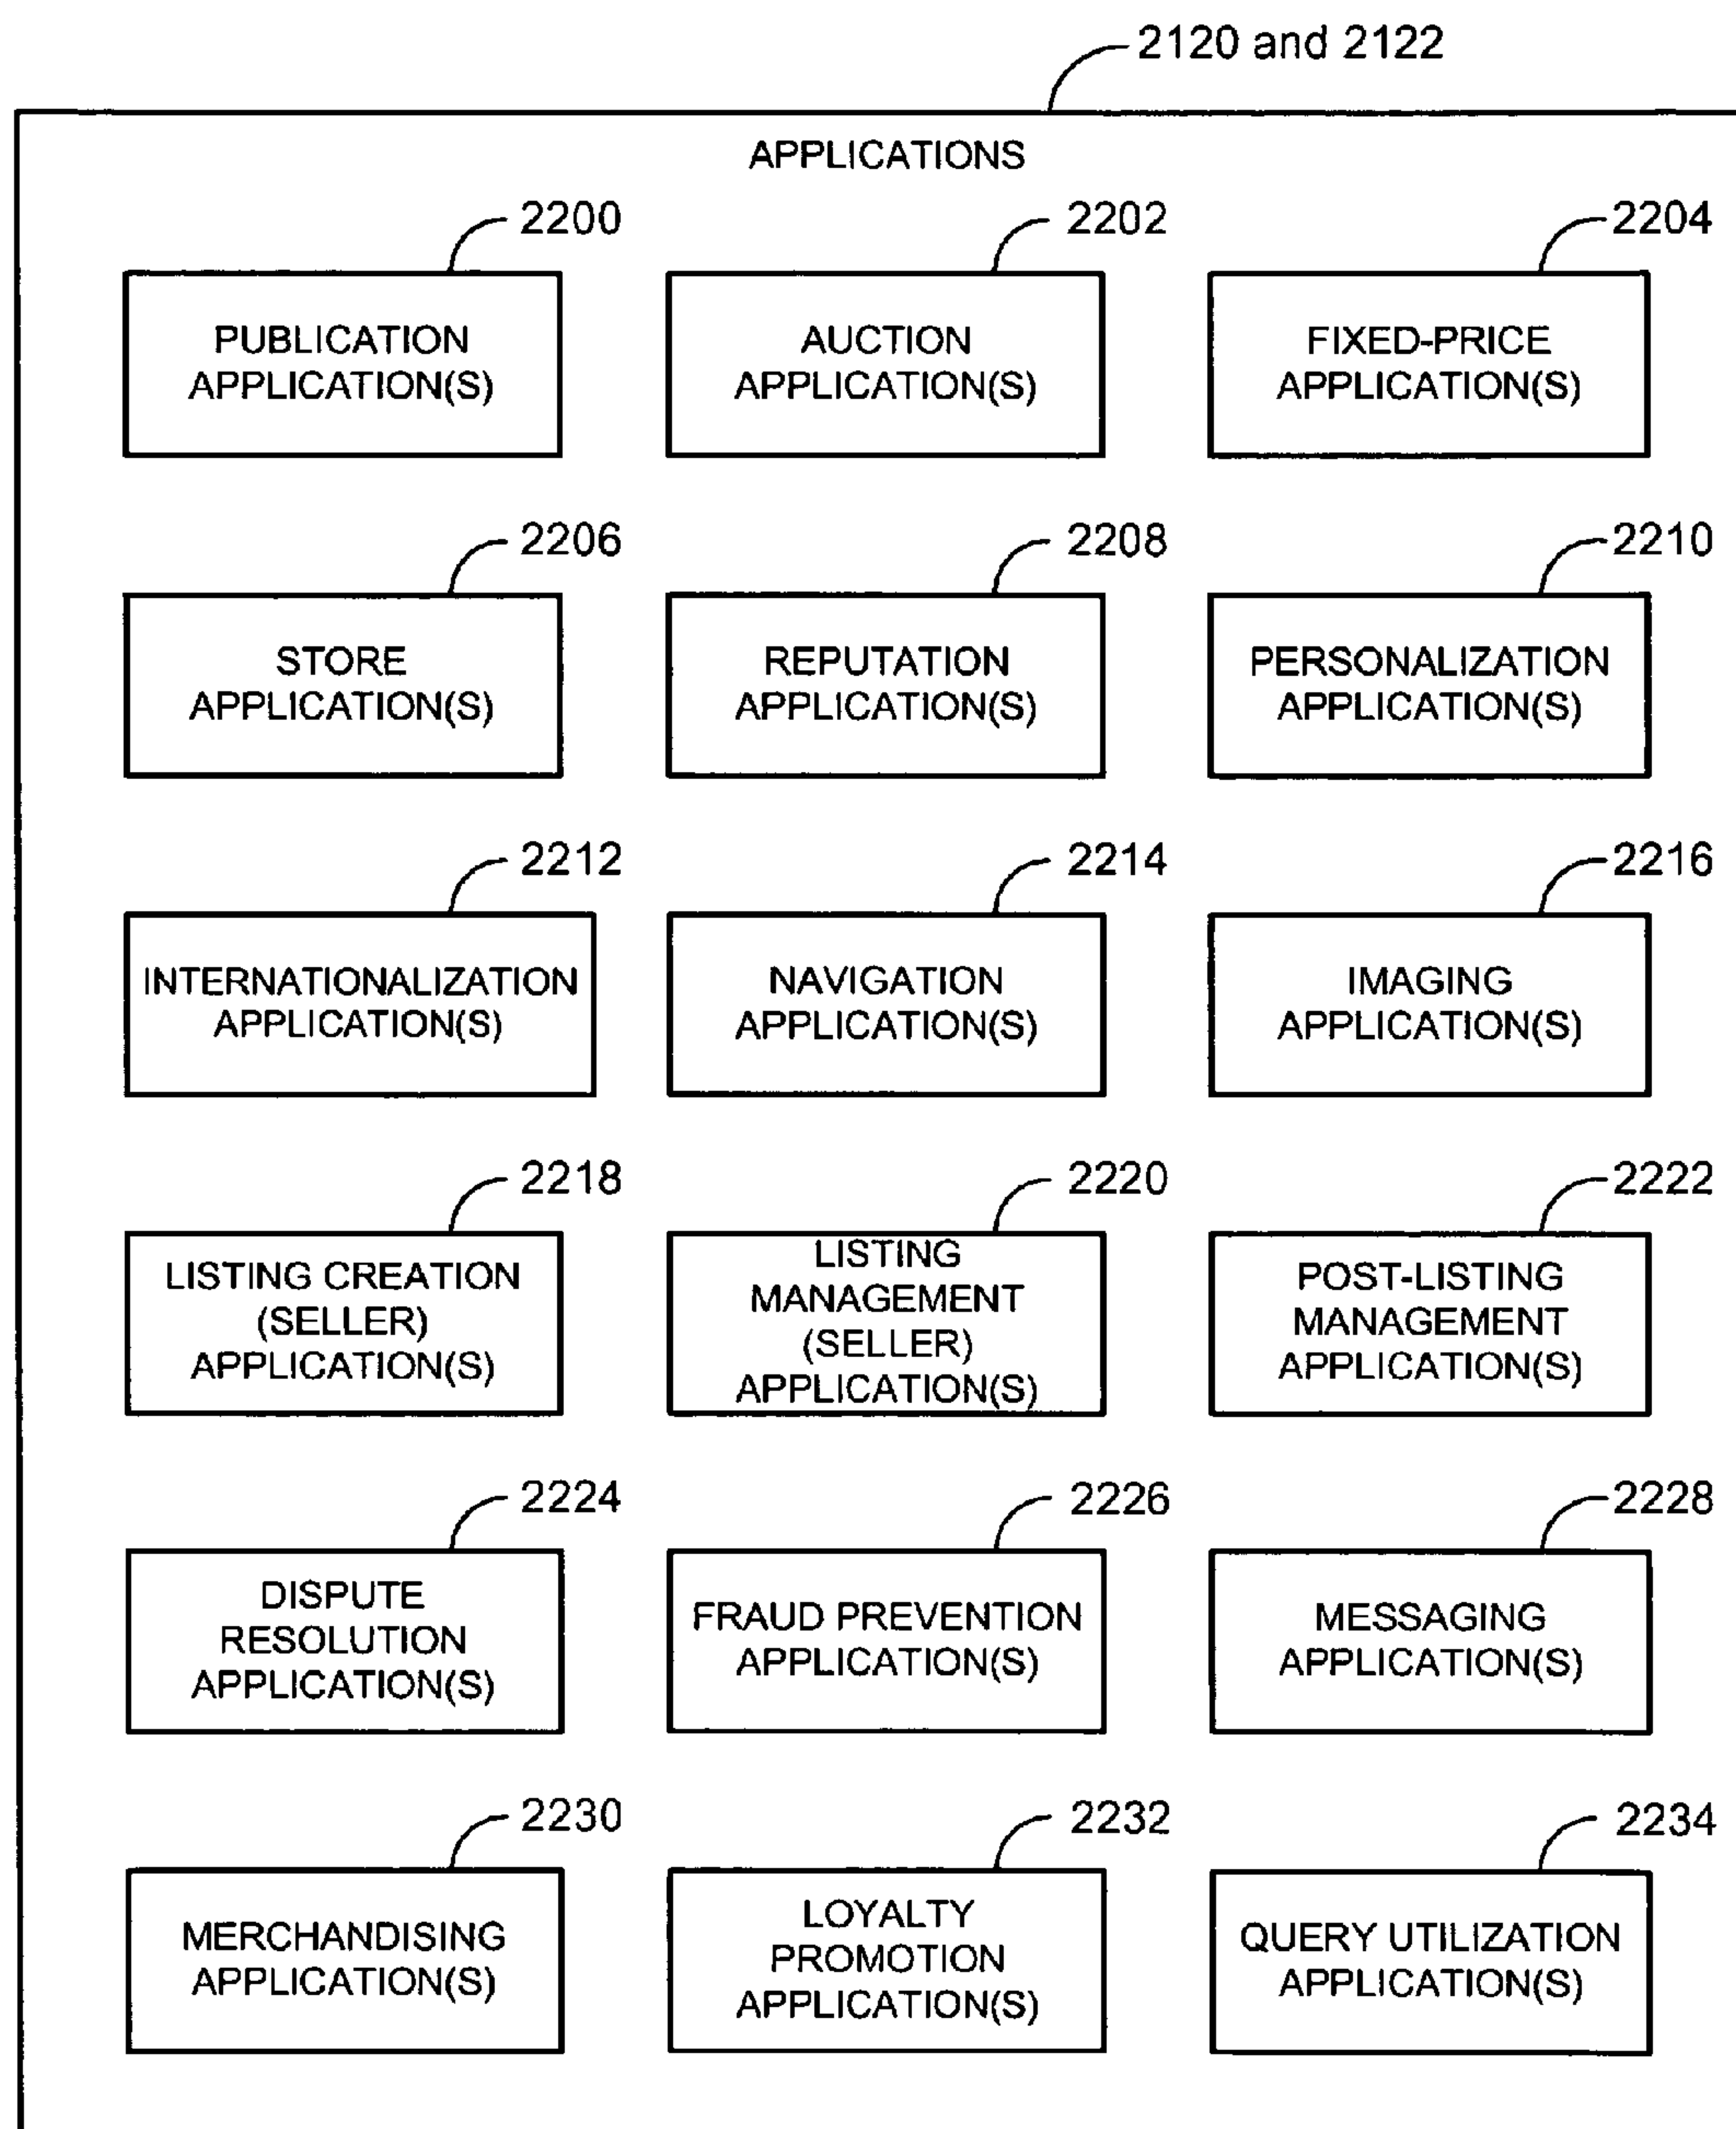 2120 and 2122
APPLICATIONS
2200
PUBLICATION
APPLICATION(S)
2202
AUCTION
APPLICATION(S)
2204
FIXED-PRICE
APPLICATION(S)
2206
STORE
APPLICATION(S)
2208
REPUTATION
APPLICATION(S)
2210
PERSONALIZATION
APPLICATION(S)
2212
INTERNATIONALIZATION
APPLICATION(S)
2214
NAVIGATION
APPLICATION(S)
2216
IMAGING
APPLICATION(S)
2218
LISTING CREATION
(SELLER)
APPLICATION(S)
2220
LISTING
MANAGEMENT
(SELLER)
APPLICATION(S)
2222
POST-LISTING
MANAGEMENT
APPLICATION(S)
2224
DISPUTE
RESOLUTION
APPLICATION(S)
2226
FRAUD PREVENTION
APPLICATION(S)
2228
MESSAGING
APPLICATION(S)
2230
MERCHANDISING
APPLICATION(S)
2232
LOYALTY
PROMOTION
APPLICATION(S)
2234
QUERY UTILIZATION
APPLICATION(S)